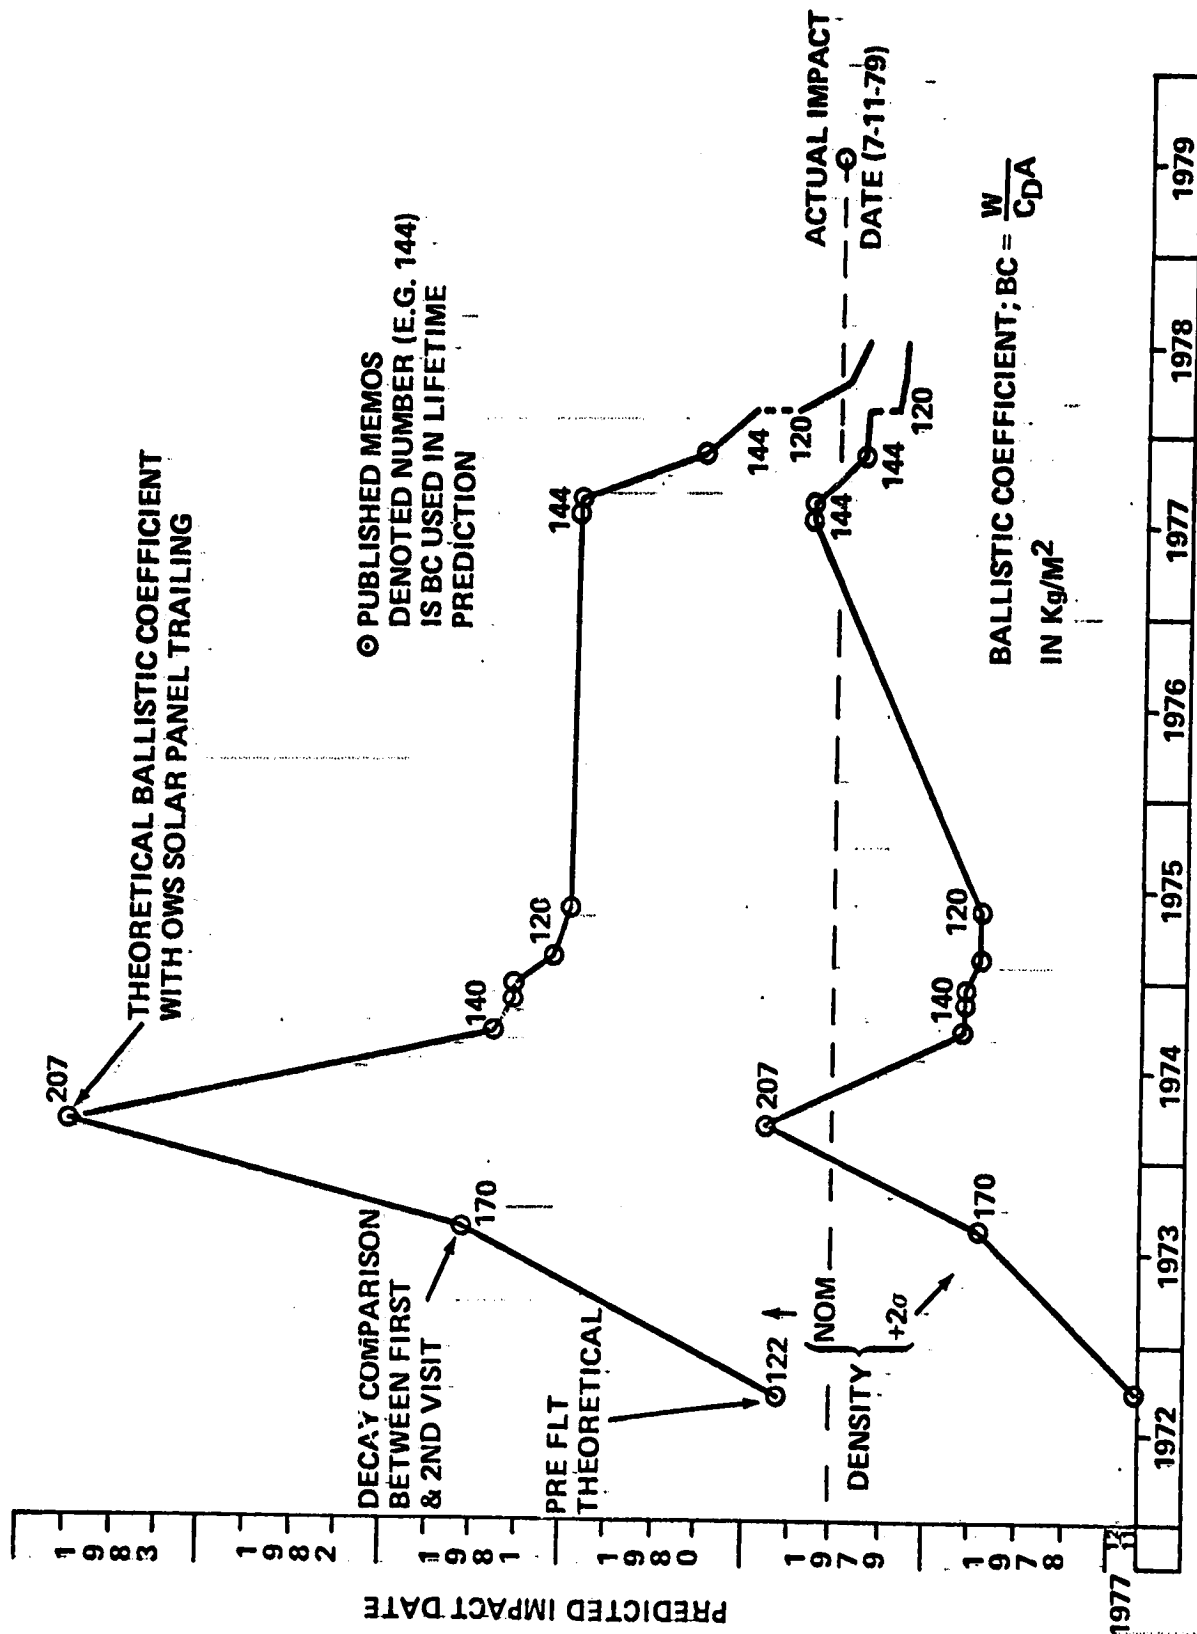 THEORETICAL BALLISTIC COEFFICIENT
WITH OWS SOLAR PANEL TRAILING
207
⊙ PUBLISHED MEMOS
DENOTED NUMBER (E.G. 144)
IS BC USED IN LIFETIME
PREDICTION
DECAY COMPARISON
BETWEEN FIRST
& 2ND VISIT
170
140
120
144
144
120
PRE FLT
THEORETICAL
122
NOM
DENSITY
+2σ
207
170
140
120
144
144
120
ACTUAL IMPACT
DATE (7-11-79)
BALLISTIC COEFFICIENT; BC = W
CDA
IN Kg/M2
PREDICTED IMPACT DATE
1983
1982
1981
1980
1979
1978
12
11
1977
1972
1973
1974
1975
1976
1977
1978
1979